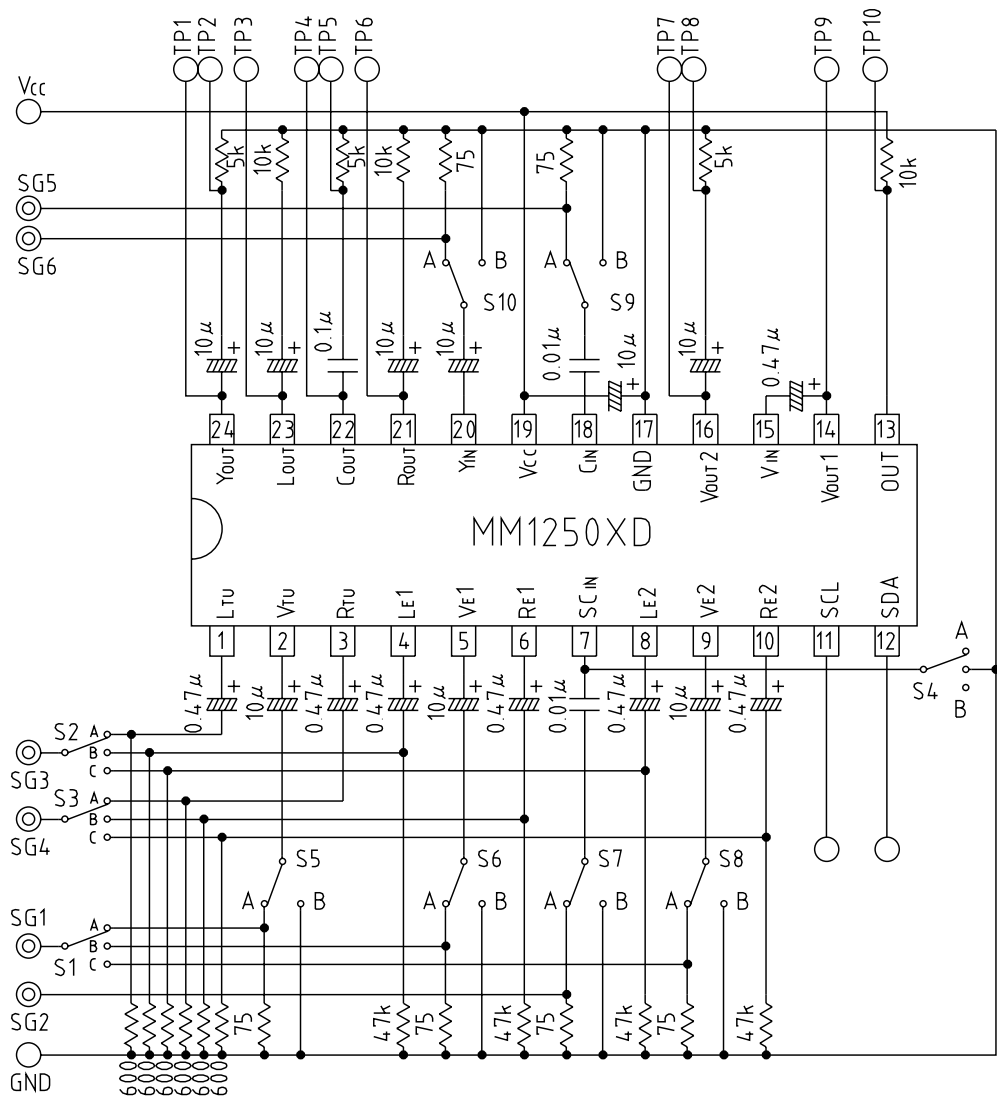 TP1 TP2 TP3 TP4 TP5 TP6 TP7 TP8 TP9 TP10
Vcc
5k 10k 5k 10k 75 75 5k 10k
SG5
SG6
A B A B
S10 S9
10μ + 10μ + 0.1μ 10μ + 10μ + 0.01μ 10μ + 10μ + 0.47μ +
24 23 22 21 20 19 18 17 16 15 14 13
YOUT LOUT COUT ROUT YIN VCC CIN GND VOUT2 VIN VOUT1 OUT
MM1250XD
LTU VTU RTU LE1 VE1 RE1 SCIN LE2 VE2 RE2 SCL SDA
1 2 3 4 5 6 7 8 9 10 11 12
A
S4
B
0.47μ + 10μ + 0.47μ + 0.47μ + 10μ + 0.47μ + 0.01μ 0.47μ + 10μ + 0.47μ +
S2 A
B
SG3 C
S3 A
B
SG4 C
S5 S6 S7 S8
A B A B A B A B
SG1 A
B
S1 C
SG2
75 47k 75 47k 75 47k 75 47k
GND
600 600 600 600 600 600